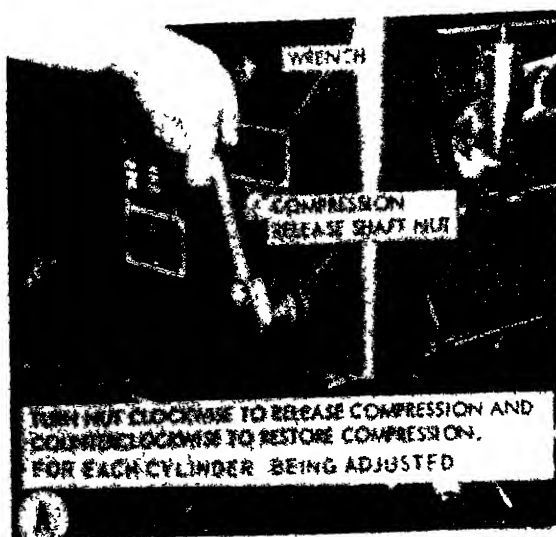 WRENCH
COMPRESSION
RELEASE SHAFT NUT
TURN NUT CLOCKWISE TO RELEASE COMPRESSION AND
COUNTERCLOCKWISE TO RESTORE COMPRESSION,
FOR EACH CYLINDER BEING ADJUSTED
A